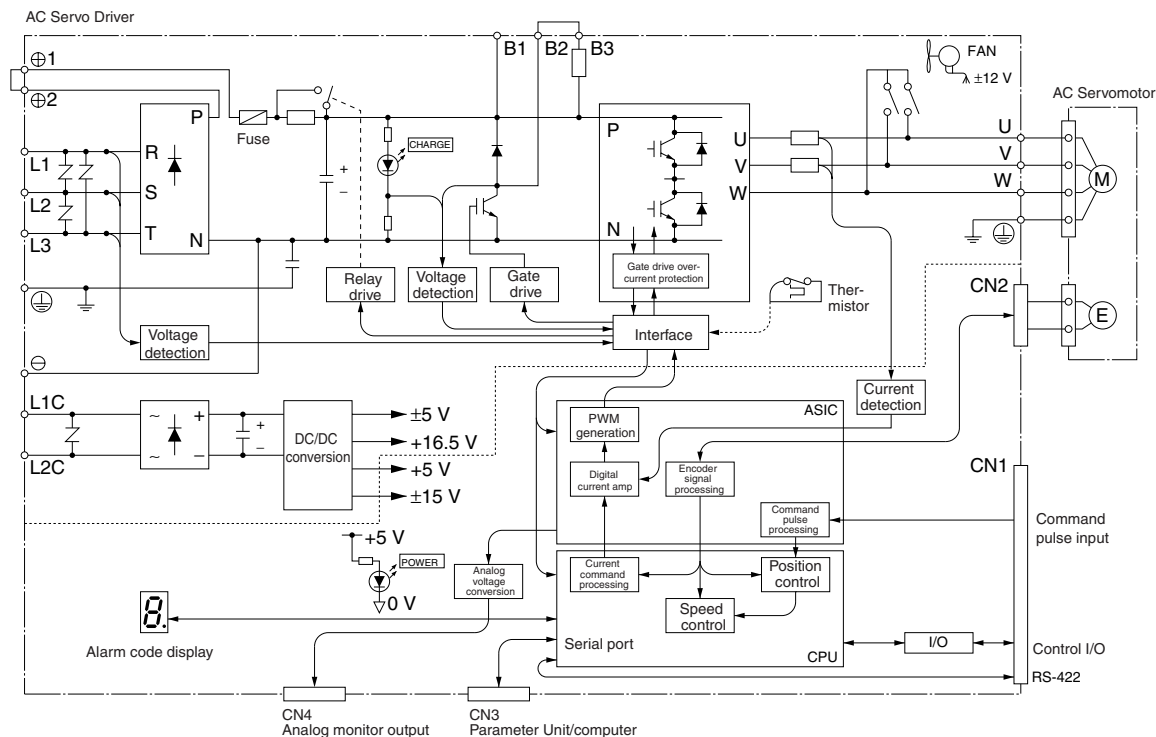 AC Servo Driver
B1
B2
B3
FAN
±12 V
AC Servomotor
⊕1
⊕2
Fuse
P
CHARGE
P
U
V
W
U
V
W
M
L1
R
L2
S
L3
T
N
N
Relay drive
Voltage detection
Gate drive
Gate drive over-
current protection
Ther-
mistor
CN2
E
Voltage
detection
Interface
⊖
L1C
L2C
~
+
~
–
+
–
+
–
DC/DC
conversion
±5 V
+16.5 V
+5 V
±15 V
PWM
generation
ASIC
Current
detection
Digital
current amp
Encoder
signal
processing
Command
pulse
processing
CN1
Command
pulse input
+5 V
POWER
0 V
Analog
voltage
conversion
Current
command
processing
Position
control
Speed
control
8.
Alarm code display
Serial port
CPU
I/O
Control I/O
RS-422
CN4
Analog monitor output
CN3
Parameter Unit/computer